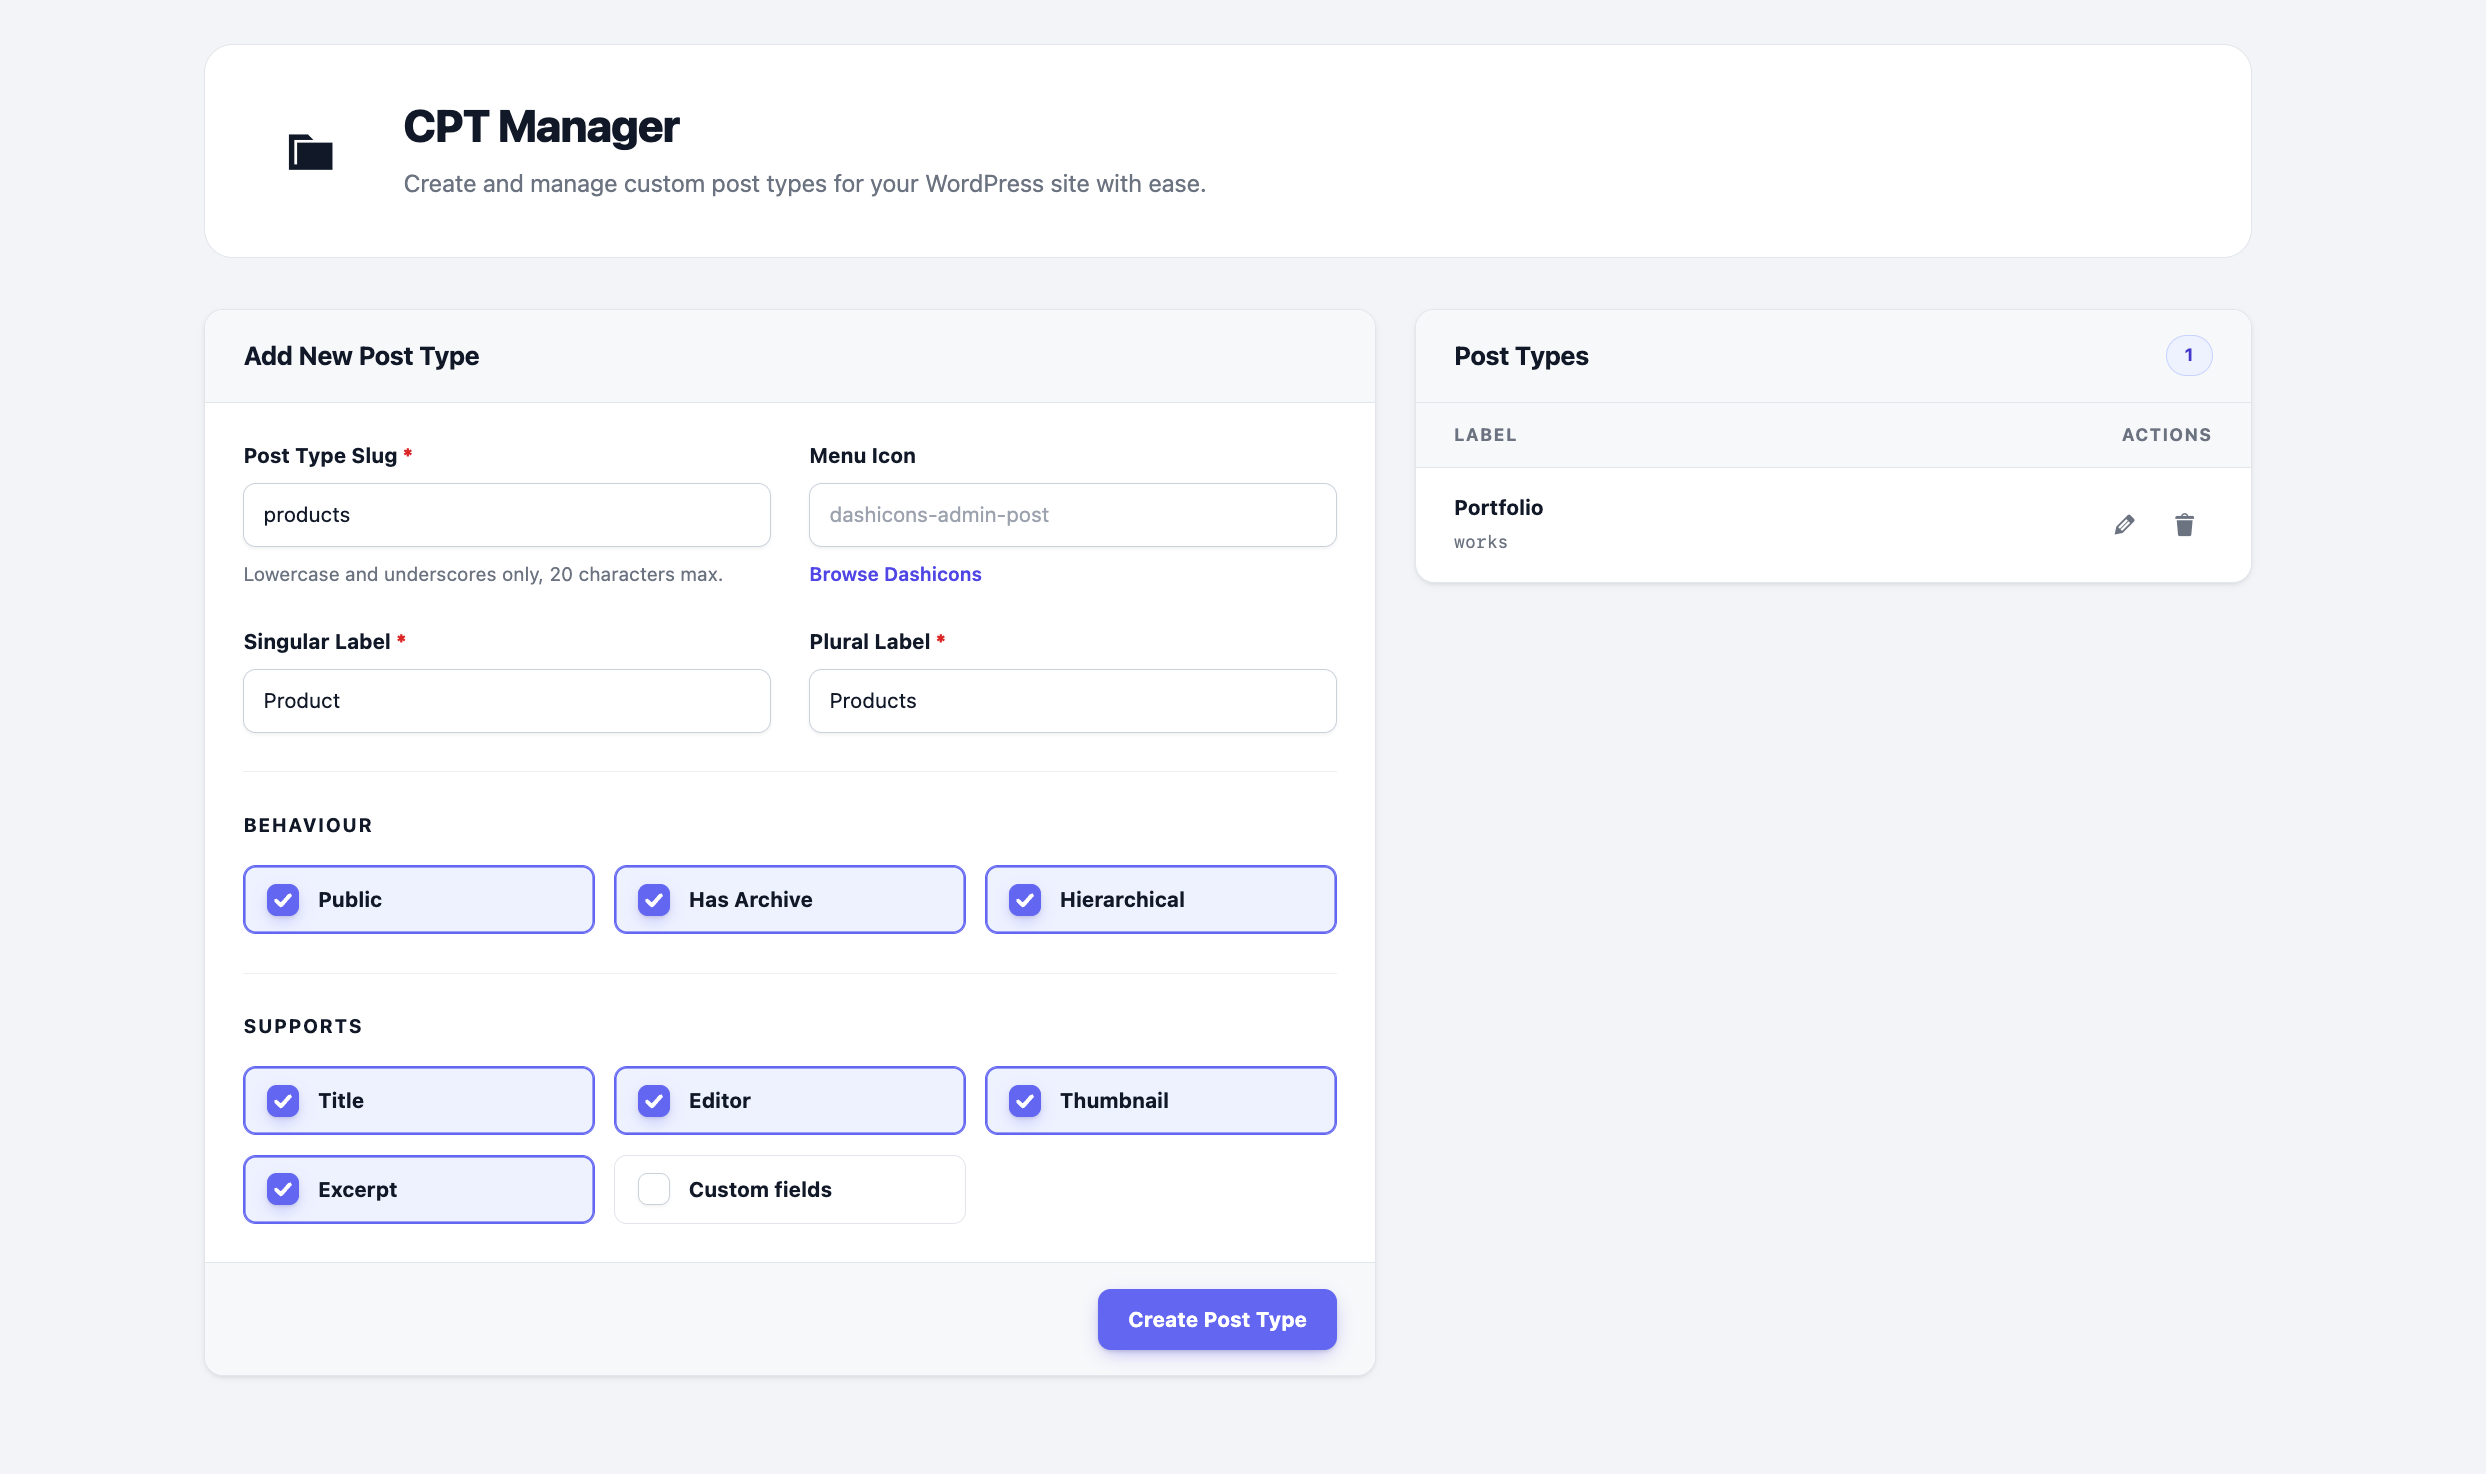 CPT Manager
Create and manage custom post types for your WordPress site with ease.
Add New Post Type
Post Type Slug *
products
Lowercase and underscores only, 20 characters max.
Menu Icon
dashicons-admin-post
Browse Dashicons
Singular Label *
Product
Plural Label *
Products
BEHAVIOUR
Public
Has Archive
Hierarchical
SUPPORTS
Title
Editor
Thumbnail
Excerpt
Custom fields
Create Post Type
Post Types
1
LABEL
ACTIONS
Portfolio
works